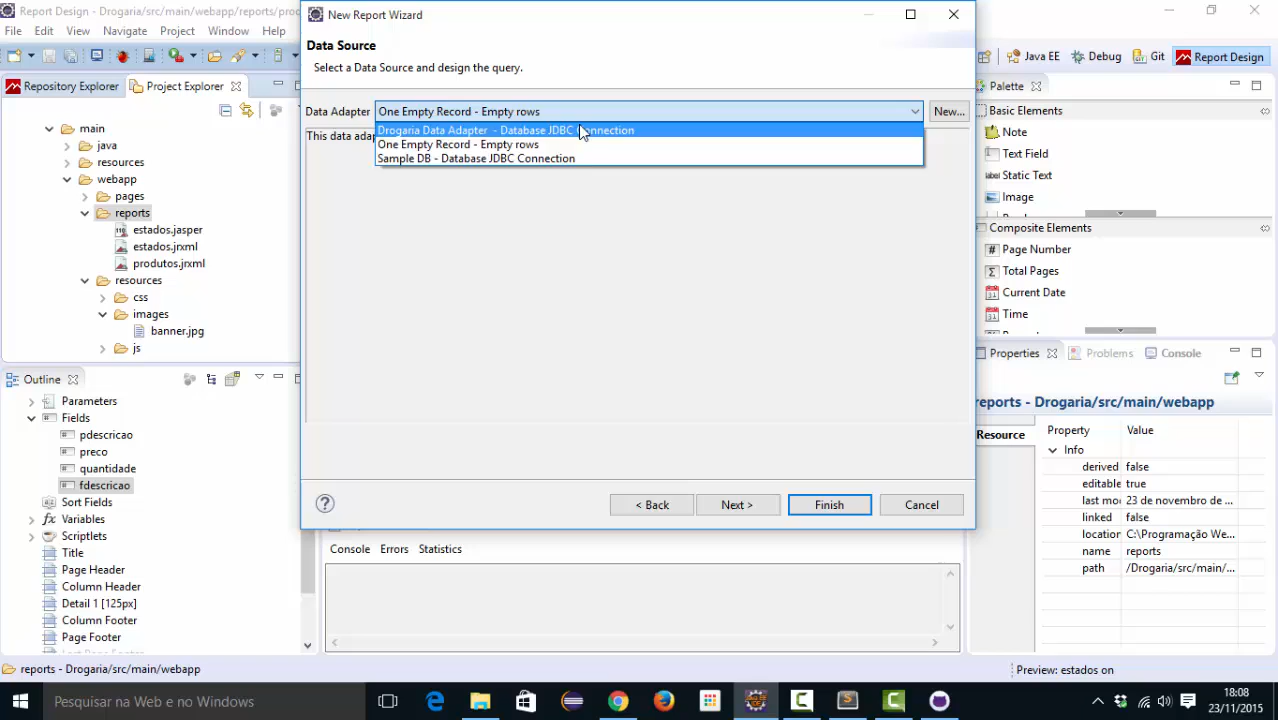 Report Design - Drogaria/src/main/webapp/reports/pro
File Edit View Navigate Project Window Help
Java EE Debug Git Report Design
Repository Explorer Project Explorer
main
java
resources
webapp
pages
reports
estados.jasper
estados.jrxml
produtos.jrxml
resources
css
images
banner.jpg
js
Outline
Parameters
Fields
pdescricao
preco
quantidade
fdescricao
Sort Fields
Variables
Scriptlets
Title
Page Header
Column Header
Detail 1 [125px]
Column Footer
Page Footer
New Report Wizard
Data Source
Select a Data Source and design the query.
Data Adapter One Empty Record - Empty rows New...
This data adap
Drogaria Data Adapter - Database JDBC Connection
One Empty Record - Empty rows
Sample DB - Database JDBC Connection
< Back Next > Finish Cancel
Console Errors Statistics
Palette
Basic Elements
Note
Text Field
Static Text
Image
Composite Elements
Page Number
Total Pages
Current Date
Time
Properties Problems Console
reports - Drogaria/src/main/webapp
Resource
Property Value
Info
derived false
editable true
last mo 23 de novembro de ...
linked false
location C:\Programação We...
name reports
path /Drogaria/src/main/...
reports - Drogaria/src/main/webapp
Preview: estados on
Pesquisar na Web e no Windows
18:08
23/11/2015